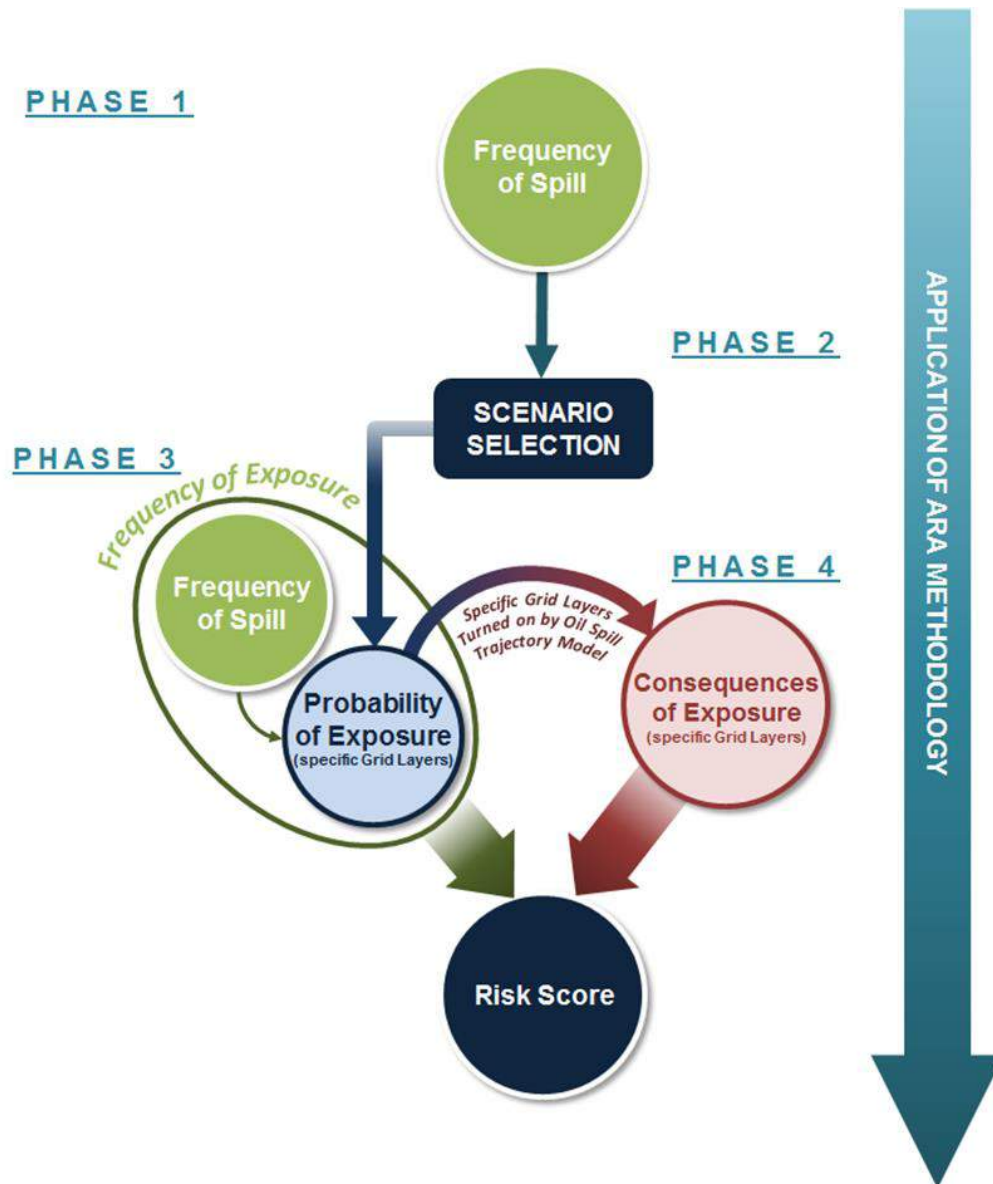 PHASE 1
Frequency
of Spill
PHASE 2
SCENARIO
SELECTION
PHASE 3
Frequency of Exposure
Frequency
of Spill
Probability
of Exposure
(specific Grid Layers)
Specific Grid Layers
Turned on by Oil Spill
Trajectory Model
PHASE 4
Consequences
of Exposure
(specific Grid Layers)
Risk Score
APPLICATION OF ARA METHODOLOGY